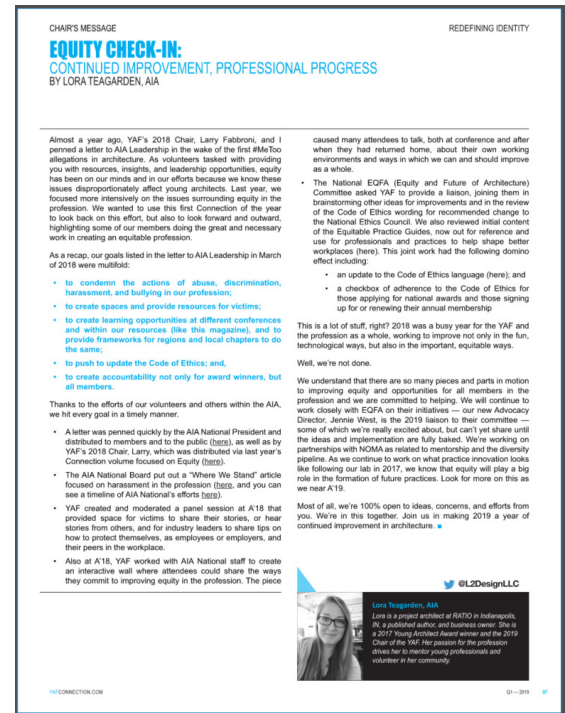 CHAIR'S MESSAGE
REDEFINING IDENTITY
EQUITY CHECK-IN:
CONTINUED IMPROVEMENT, PROFESSIONAL PROGRESS
BY LORA TEAGARDEN, AIA
Almost a year ago, YAF's 2018 Chair, Larry Fabbroni, and I
penned a letter to AIA Leadership in the wake of the first #MeToo
allegations in architecture. As volunteers tasked with providing
you with resources, insights, and leadership opportunities, equity
has been on our minds and in our efforts because we know these
issues disproportionately affect young architects. Last year, we
focused more intensively on the issues surrounding equity in the
profession. We wanted to use this first Connection of the year
to look back on this effort, but also to look forward and outward,
highlighting some of our members doing the great and necessary
work in creating an equitable profession.
As a recap, our goals listed in the letter to AIA Leadership in March
of 2018 were multifold:
• to condemn the actions of abuse, discrimination,
harassment, and bullying in our profession;
• to create spaces and provide resources for victims;
• to create learning opportunities at different conferences
and within our resources (like this magazine), and to
provide frameworks for regions and local chapters to do
the same;
• to push to update the Code of Ethics; and,
• to create accountability not only for award winners, but
all members.
Thanks to the efforts of our volunteers and others within the AIA,
we hit every goal in a timely manner.
• A letter was penned quickly by the AIA National President and
distributed to members and to the public (here), as well as by
YAF's 2018 Chair, Larry, which was distributed via last year's
Connection volume focused on Equity (here).
• The AIA National Board put out a "Where We Stand" article
focused on harassment in the profession (here, and you can
see a timeline of AIA National's efforts here).
• YAF created and moderated a panel session at A'18 that
provided space for victims to share their stories, or hear
stories from others, and for industry leaders to share tips on
how to protect themselves, as employees or employers, and
their peers in the workplace.
• Also at A'18, YAF worked with AIA National staff to create
an interactive wall where attendees could share the ways
they commit to improving equity in the profession. The piece
caused many attendees to talk, both at conference and after
when they had returned home, about their own working
environments and ways in which we can and should improve
as a whole.
• The National EQFA (Equity and Future of Architecture)
Committee asked YAF to provide a liaison, joining them in
brainstorming other ideas for improvements and in the review
of the Code of Ethics wording for recommended change to
the National Ethics Council. We also reviewed initial content
of the Equitable Practice Guides, now out for reference and
use for professionals and practices to help shape better
workplaces (here). This joint work had the following domino
effect including:
• an update to the Code of Ethics language (here); and
• a checkbox of adherence to the Code of Ethics for
those applying for national awards and those signing
up for or renewing their annual membership
This is a lot of stuff, right? 2018 was a busy year for the YAF and
the profession as a whole, working to improve not only in the fun,
technological ways, but also in the important, equitable ways.
Well, we're not done.
We understand that there are so many pieces and parts in motion
to improving equity and opportunities for all members in the
profession and we are committed to helping. We will continue to
work closely with EQFA on their initiatives — our new Advocacy
Director, Jennie West, is the 2019 liaison to their committee —
some of which we're really excited about, but can't yet share until
the ideas and implementation are fully baked. We're working on
partnerships with NOMA as related to mentorship and the diversity
pipeline. As we continue to work on what practice innovation looks
like following our lab in 2017, we know that equity will play a big
role in the formation of future practices. Look for more on this as
we near A'19.
Most of all, we're 100% open to ideas, concerns, and efforts from
you. We're in this together. Join us in making 2019 a year of
continued improvement in architecture.
@L2DesignLLC
Lora Teagarden, AIA
Lora is a project architect at RATIO in Indianapolis,
IN, a published author, and business owner. She is
a 2017 Young Architect Award winner and the 2019
Chair of the YAF. Her passion for the profession
drives her to mentor young professionals and
volunteer in her community.
YAFCONNECTION.COM
Q1 — 2019 07